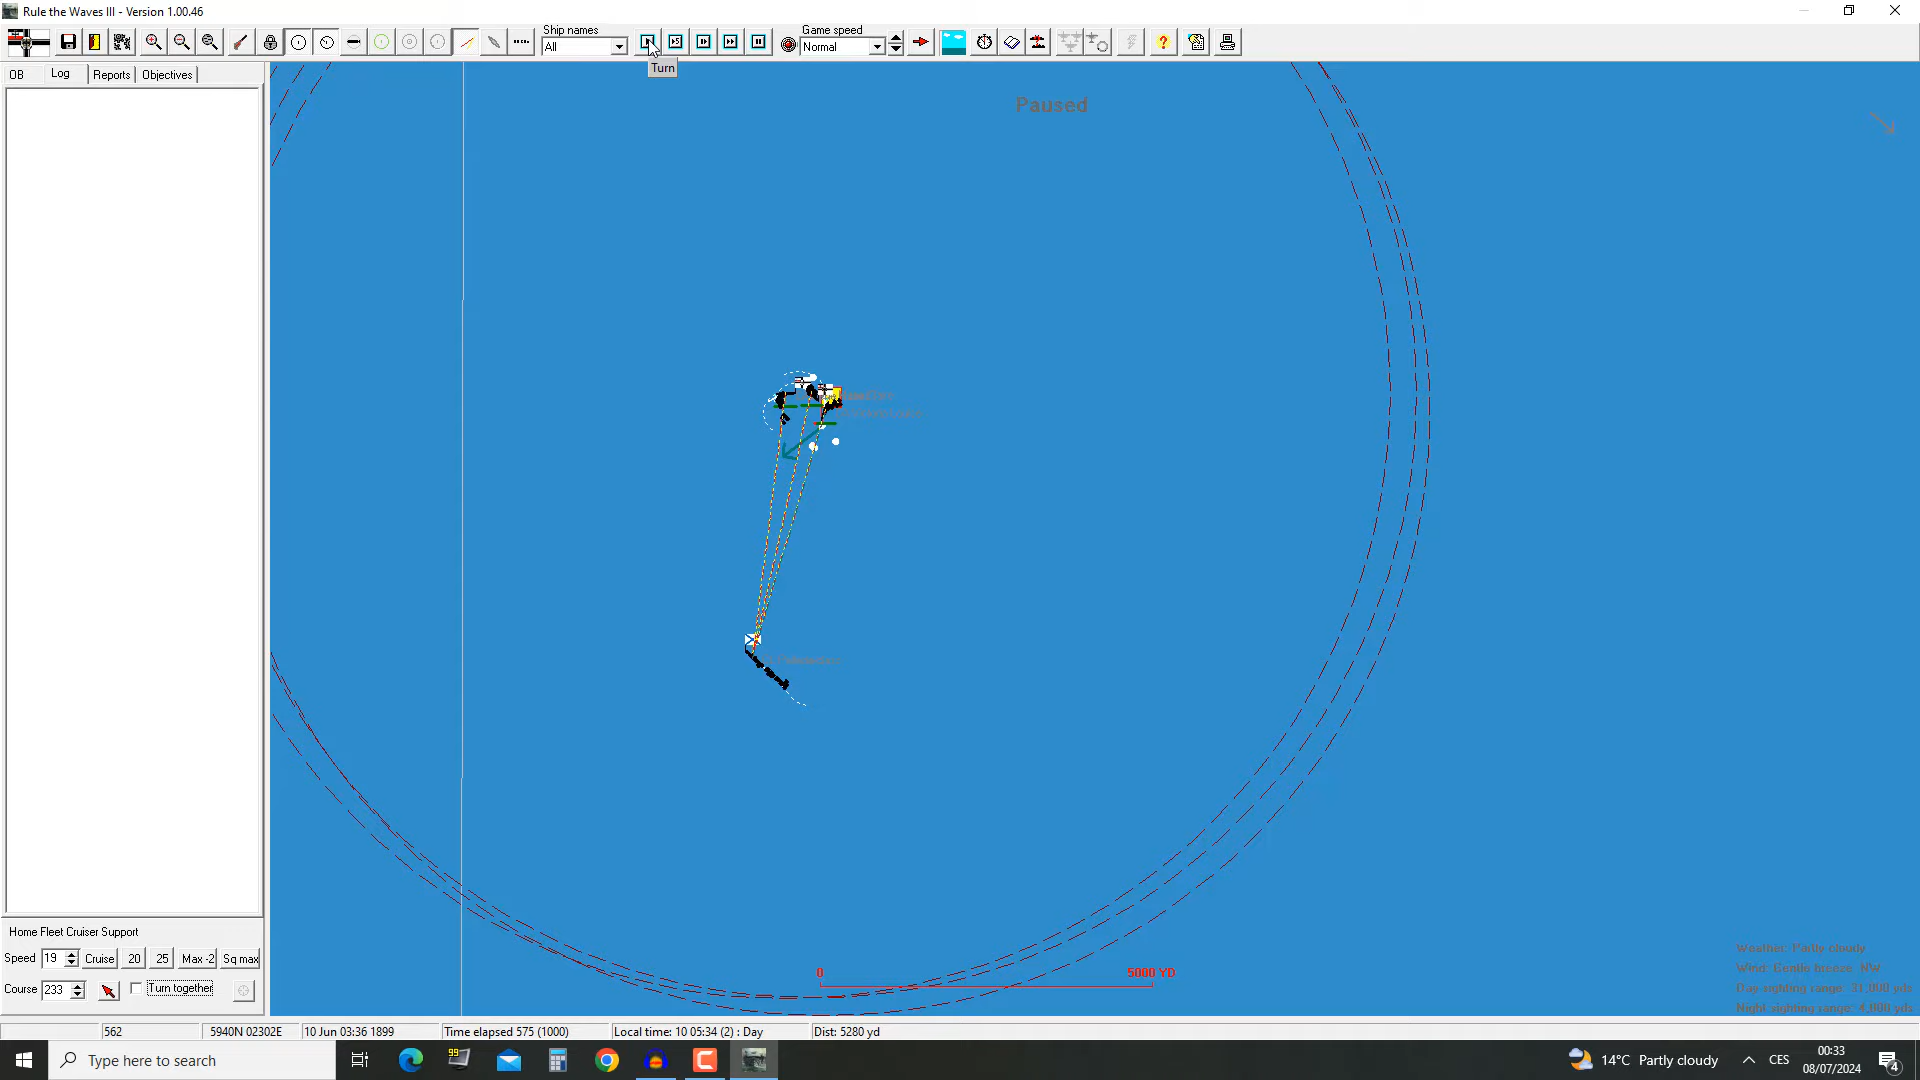 Rule the Waves III - Version 1.00.46
Ship names
All
Game speed
Normal
Turn
OB
Log
Reports
Objectives
Paused
Home Fleet Cruiser Support
Speed
19
Cruise
20
25
Max -2
Sq max
Course
233
Turn together
0
5000 YD
Weather: Partly cloudy
Wind: Gentle breeze NW
Day sighting range: 31,000 yds
Night sighting range: 4,000 yds
562
5940N 02302E
10 Jun 03:36 1899
Time elapsed 575 (1000)
Local time: 10 05:34 (2) : Day
Dist: 5280 yd
Type here to search
99
14°C Partly cloudy
CES
00:33
08/07/2024
4